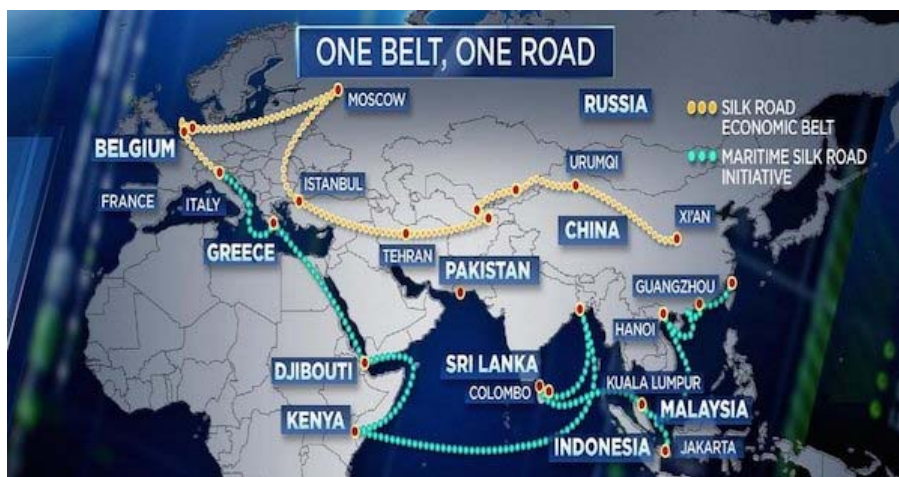 ONE BELT, ONE ROAD
MOSCOW
RUSSIA
SILK ROAD
ECONOMIC BELT
MARITIME SILK ROAD
INITIATIVE
BELGIUM
URUMQI
ISTANBUL
FRANCE
ITALY
XI'AN
CHINA
GREECE
TEHRAN
PAKISTAN
GUANGZHOU
HANOI
DJIBOUTI
SRI LANKA
COLOMBO
KUALA LUMPUR
MALAYSIA
KENYA
INDONESIA
JAKARTA